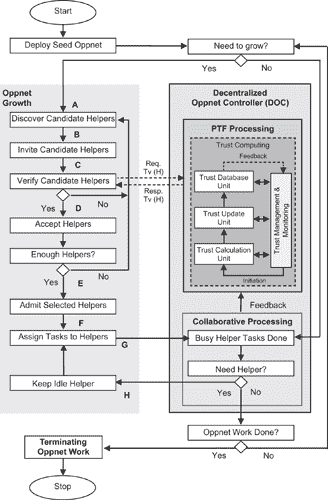 Start
Deploy Seed Oppnet
Need to grow?
Yes
No
Oppnet
Growth
A
Discover Candidate Helpers
B
Invite Candidate Helpers
C
Verify Candidate Helpers
Yes
D
No
Accept Helpers
Enough Helpers?
Yes
E
No
Admit Selected Helpers
F
Assign Tasks to Helpers
G
Keep Idle Helper
H
Req.
Tv (H)
Resp.
Tv (H)
Decentralized
Oppnet Controller (DOC)
PTF Processing
Trust Computing
Feedback
Trust Database
Unit
Trust Update
Unit
Trust Calculation
Unit
Trust Management &
Monitoring
Initiation
Feedback
Collaborative Processing
Busy Helper Tasks Done
Need Helper?
Yes
No
Oppnet Work Done?
Yes
No
Terminating
Oppnet Work
Stop